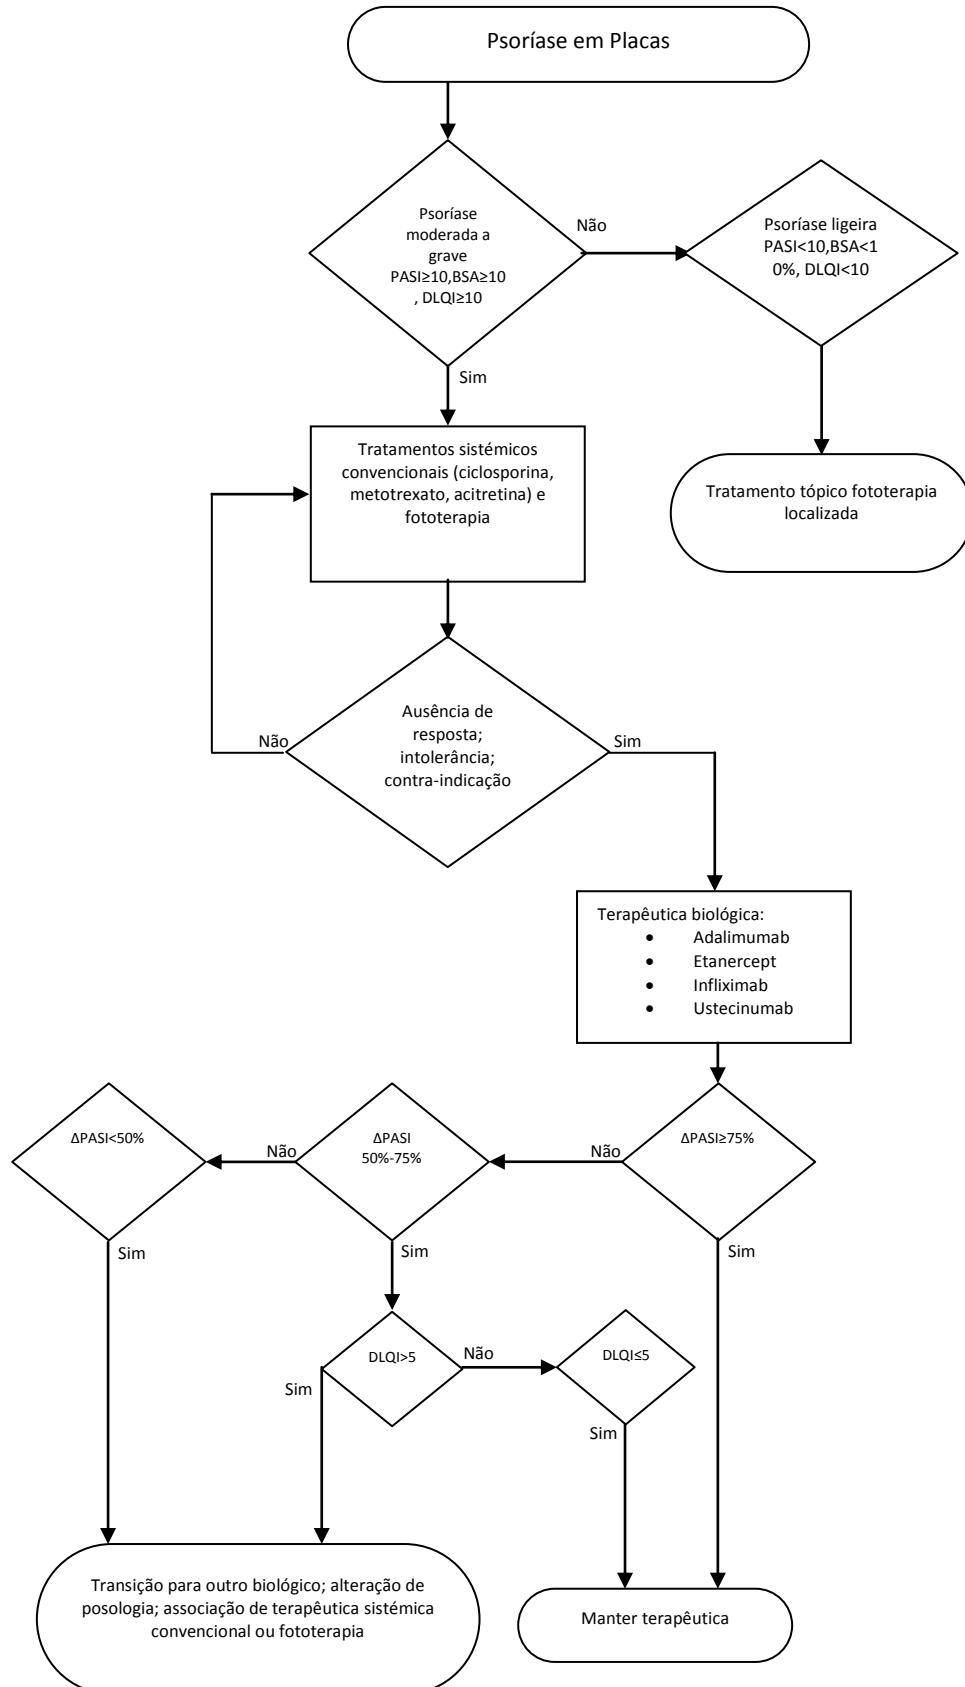 Psoríase em Placas
Psoríase
moderada a
grave
PASI≥10,BSA≥10
, DLQI≥10
Não
Psoríase ligeira
PASI<10,BSA<1
0%, DLQI<10
Sim
Tratamentos sistémicos
convencionais (ciclosporina,
metotrexato, acitretina) e
fototerapia
Tratamento tópico fototerapia
localizada
Ausência de
resposta;
intolerância;
contra-indicação
Não
Sim
Terapêutica biológica:
• Adalimumab
• Etanercept
• Infliximab
• Ustecinumab
ΔPASI≥75%
Não
ΔPASI
50%-75%
Não
ΔPASI<50%
Sim
Sim
Sim
DLQI>5
Não
DLQI≤5
Sim
Sim
Transição para outro biológico; alteração de
posologia; associação de terapêutica sistémica
convencional ou fototerapia
Manter terapêutica